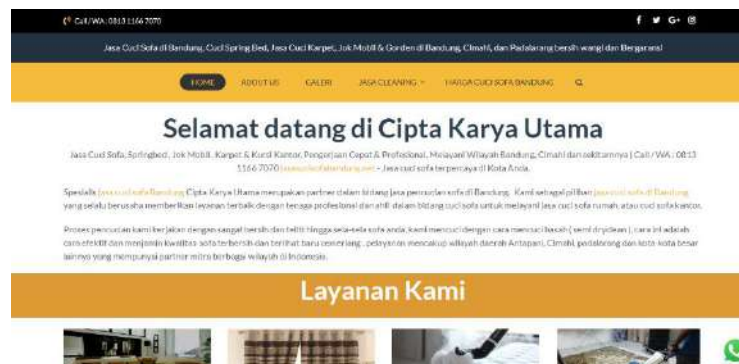 Call/WA: 0813 1166 7070
Jasa Cuci Sofa di Bandung, Cuci Spring Bed, Jasa Cuci Karpet, Jok Mobil & Gorden di Bandung, Cimahi, dan Padalarang bersih wangi dan Bergaransi
HOME ABOUT US GALERI JASA CLEANING HARGA CUCI SOFA BANDUNG
Selamat datang di Cipta Karya Utama
Jasa Cuci Sofa, Springbed, Jok Mobil, Karpet & Kursi Kantor, Pengerjaan Cepat & Profesional, Melayani Wilayah Bandung, Cimahi dan sekitarnya | Call / WA : 0813
1166 7070 jasacucisofabandung.net – Jasa cuci sofa terpercaya di Kota Anda.
Spesialis jasa cuci sofa Bandung Cipta Karya Utama merupakan partner dalam bidang jasa pencucian sofa di Bandung. Kami sebagai pilihan jasa cuci sofa di Bandung
yang selalu berusaha memberikan layanan terbaik dengan tenaga profesional dan ahli dalam bidang cuci sofa untuk melayani jasa cuci sofa rumah, atau cuci sofa kantor.
Proses pencucian kami kerjakan dengan sangat bersih dan teliti hingga sela-sela sofa anda, kami mencuci dengan cara mencuci basah ( semi dryclean ), cara ini adalah
cara efektif dan menjamin kwalitas sofa terbersih dan terlihat baru cemerlang , pelayanan mencakup wilayah daerah Antapani, Cimahi, padalarang dan kota-kota besar
lainnya yang mempunyai partner mitra berbagai wilayah di Indonesia.
Layanan Kami